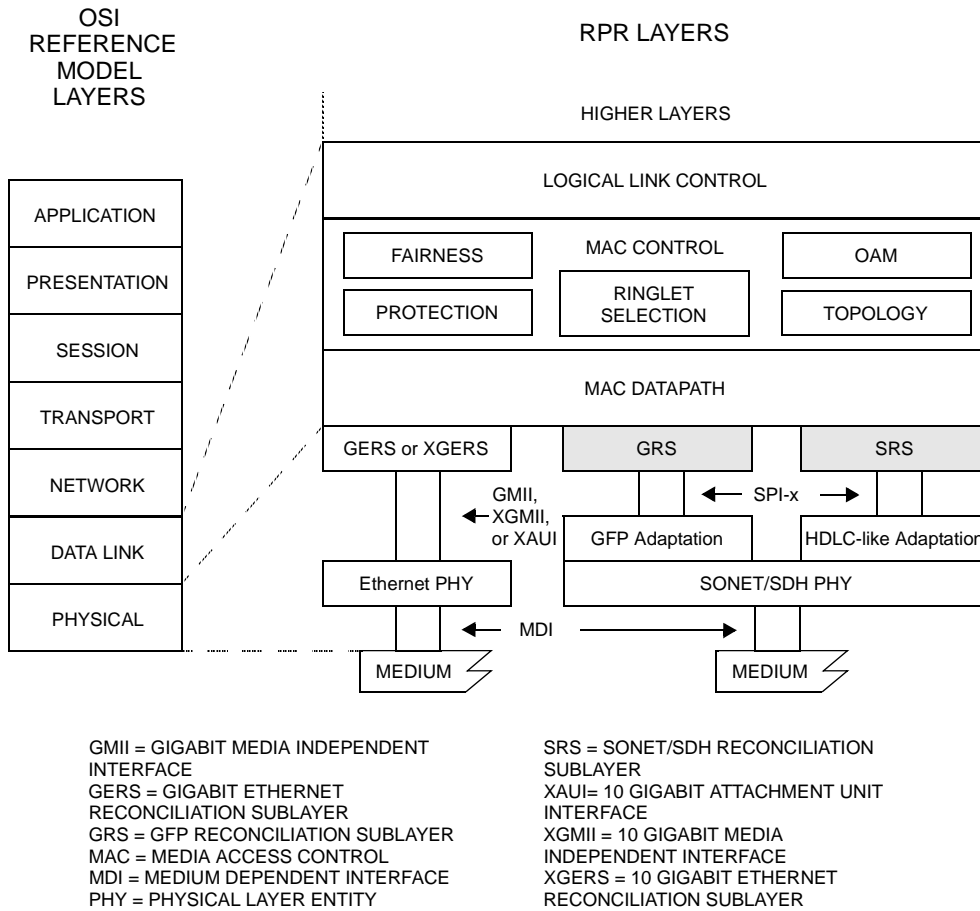 OSI
REFERENCE
MODEL
LAYERS
RPR LAYERS
HIGHER LAYERS
LOGICAL LINK CONTROL
APPLICATION
PRESENTATION
SESSION
TRANSPORT
NETWORK
DATA LINK
PHYSICAL
FAIRNESS
MAC CONTROL
OAM
PROTECTION
RINGLET
SELECTION
TOPOLOGY
MAC DATAPATH
GERS or XGERS
GRS
SRS
GMII,
XGMII,
or XAUI
SPI-x
GFP Adaptation
HDLC-like Adaptation
Ethernet PHY
SONET/SDH PHY
MDI
MEDIUM
MEDIUM
GMII = GIGABIT MEDIA INDEPENDENT
INTERFACE
GERS = GIGABIT ETHERNET
RECONCILIATION SUBLAYER
GRS = GFP RECONCILIATION SUBLAYER
MAC = MEDIA ACCESS CONTROL
MDI = MEDIUM DEPENDENT INTERFACE
PHY = PHYSICAL LAYER ENTITY
SRS = SONET/SDH RECONCILIATION
SUBLAYER
XAUI= 10 GIGABIT ATTACHMENT UNIT
INTERFACE
XGMII = 10 GIGABIT MEDIA
INDEPENDENT INTERFACE
XGERS = 10 GIGABIT ETHERNET
RECONCILIATION SUBLAYER